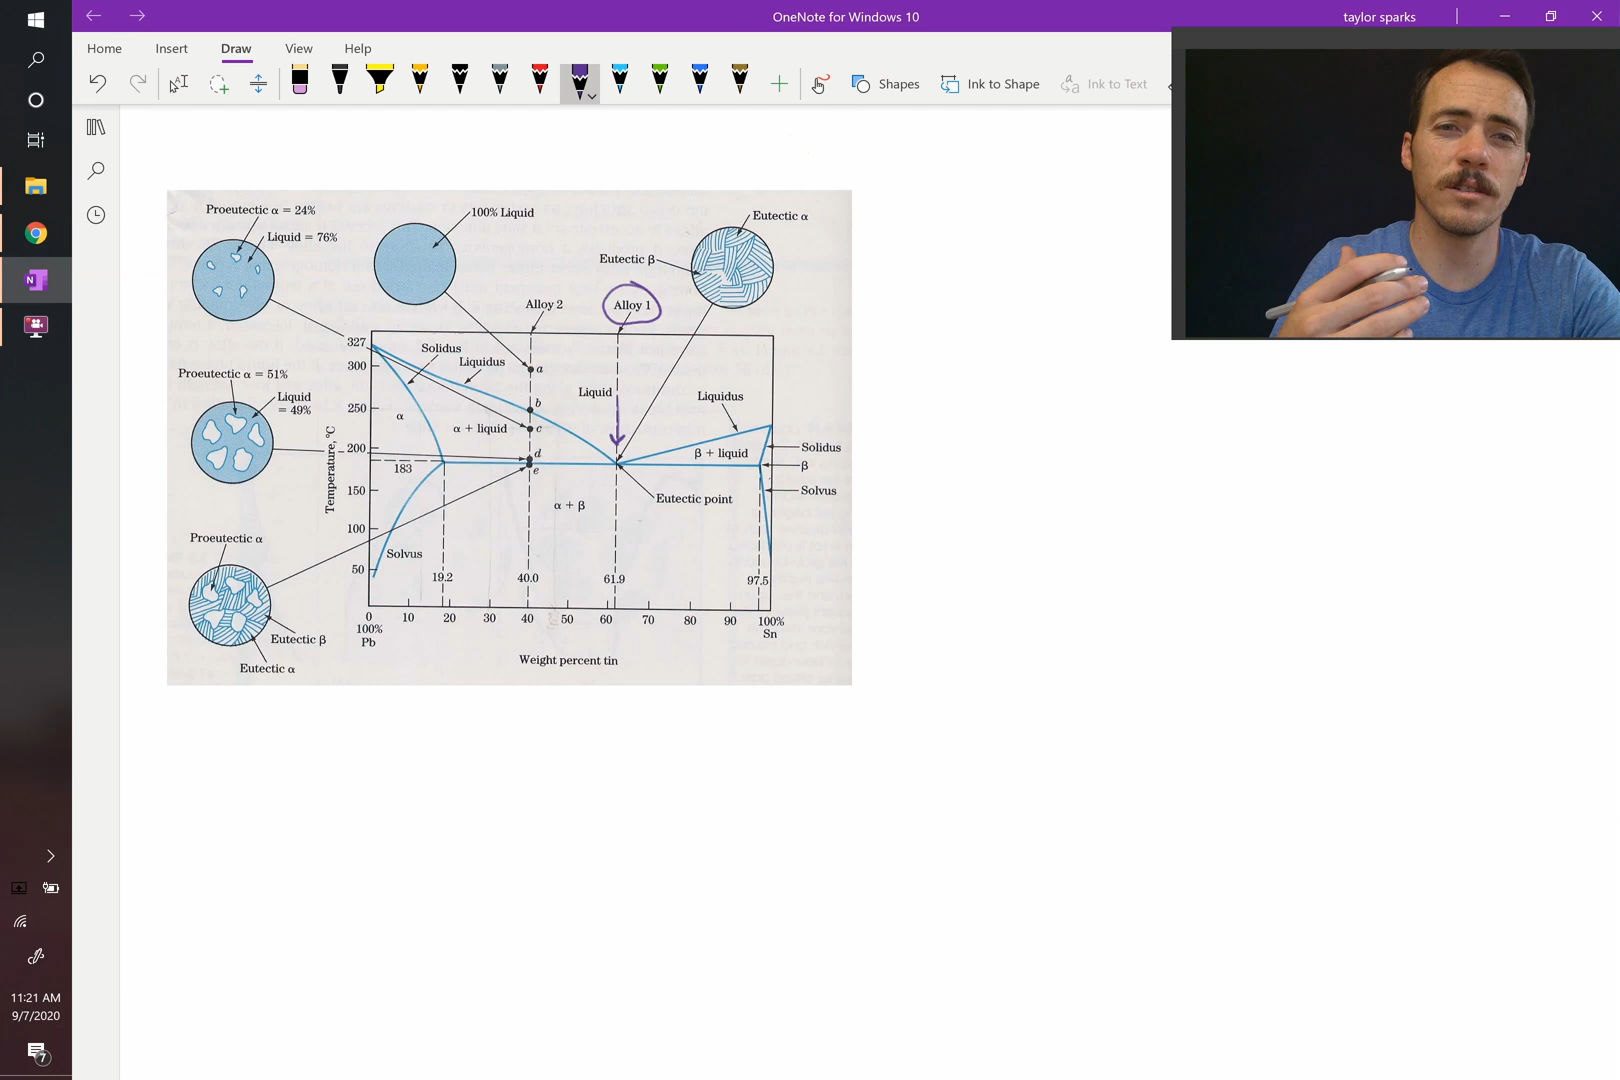 OneNote for Windows 10
taylor sparks
Home Insert Draw View Help
Shapes
Ink to Shape
Ink to Text
Proeutectic α = 24%
Liquid = 76%
100% Liquid
Eutectic α
Eutectic β
Alloy 2
Alloy 1
327
300
250
200
183
150
100
50
Temperature, °C
Solidus
Liquidus
a
b
c
d
e
α
α + liquid
Liquid
Liquidus
β + liquid
Solidus
β
Solvus
Eutectic point
α + β
Solvus
19.2
40.0
61.9
97.5
Proeutectic α = 51%
Liquid
= 49%
Proeutectic α
Eutectic β
Eutectic α
0 10 20 30 40 50 60 70 80 90 100%
100%
Pb
Sn
Weight percent tin
N
11:21 AM
9/7/2020
7